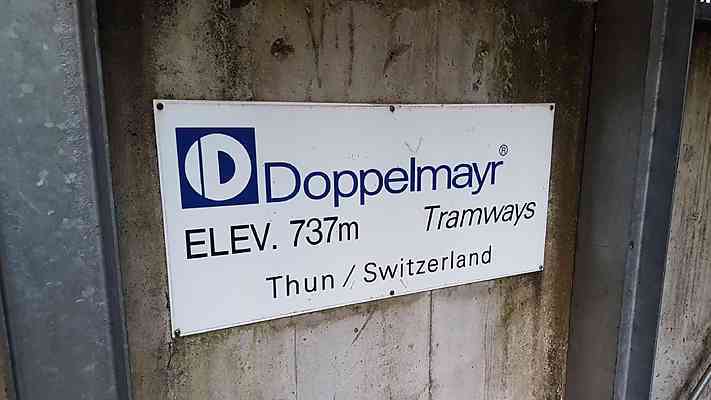 D Doppelmayr®
ELEV. 737m Tramways
Thun / Switzerland